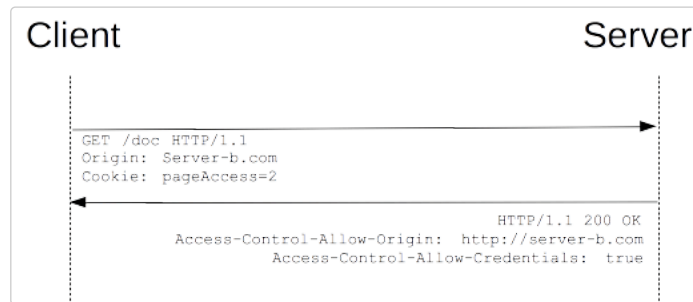 Client
Server
GET /doc HTTP/1.1
Origin: Server-b.com
Cookie: pageAccess=2
HTTP/1.1 200 OK
Access-Control-Allow-Origin: http://server-b.com
Access-Control-Allow-Credentials: true